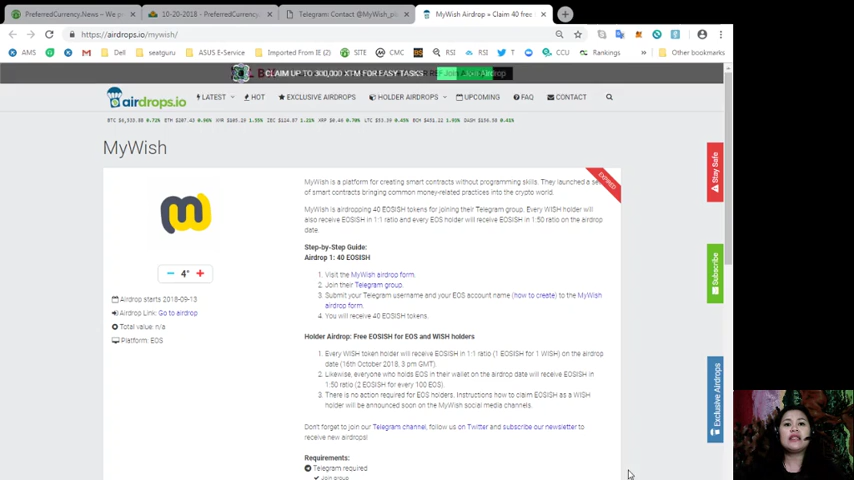 PreferredCurrency.News – We p
10-20-2018 - PreferredCurrency.
Telegram: Contact @MyWish_p
MyWish Airdrop » Claim 40 free
https://airdrops.io/mywish/
AMS
Dell
seatguru
ASUS E-Service
Imported From IE (2)
SITE
CMC
BS
RSI
RSI Airdrop
CCU
Rankings
Other bookmarks
AIM UP TO 300,000 XTM FOR EASY TASKS
airdrops.io
LATEST
HOT
EXCLUSIVE AIRDROPS
HOLDER AIRDROPS
UPCOMING
FAQ
CONTACT
MyWish
EXPIRED
MyWish is a platform for creating smart contracts without programming skills. They launched a
of smart contracts bringing common money-related practices into the crypto world.
MyWish is airdropping 40 EOSISH tokens for joining their Telegram group. Every WISH holder will
also receive EOSISH in 1:1 ratio and every EOS holder will receive EOSISH in 1:50 ratio on the airdrop
date.
Step-by-Step Guide:
Airdrop 1: 40 EOSISH
1. Visit the MyWish airdrop form.
2. Join their Telegram group.
3. Submit your Telegram username and your EOS account name (how to create) to the MyWish
airdrop form.
4. You will receive 40 EOSISH tokens.
− 4° +
Airdrop starts 2018-09-13
Airdrop Link: Go to airdrop
Total value: n/a
Platform: EOS
Holder Airdrop: Free EOSISH for EOS and WISH holders
1. Every WISH token holder will receive EOSISH in 1:1 ratio (1 EOSISH for 1 WISH) on the airdrop
date (16th October 2018, 3 pm GMT).
2. Likewise, everyone who holds EOS in their wallet on the airdrop date will receive EOSISH in
1:50 ratio (2 EOSISH for every 100 EOS).
3. There is no action required for EOS holders. Instructions how to claim EOSISH as a WISH
holder will be announced soon on the MyWish social media channels.
Don't forget to join our Telegram channel, follow us on Twitter and subscribe our newsletter to
receive new airdrops!
Requirements:
Telegram required
Join group
Stay Safe
Subscribe
Exclusive Airdrops